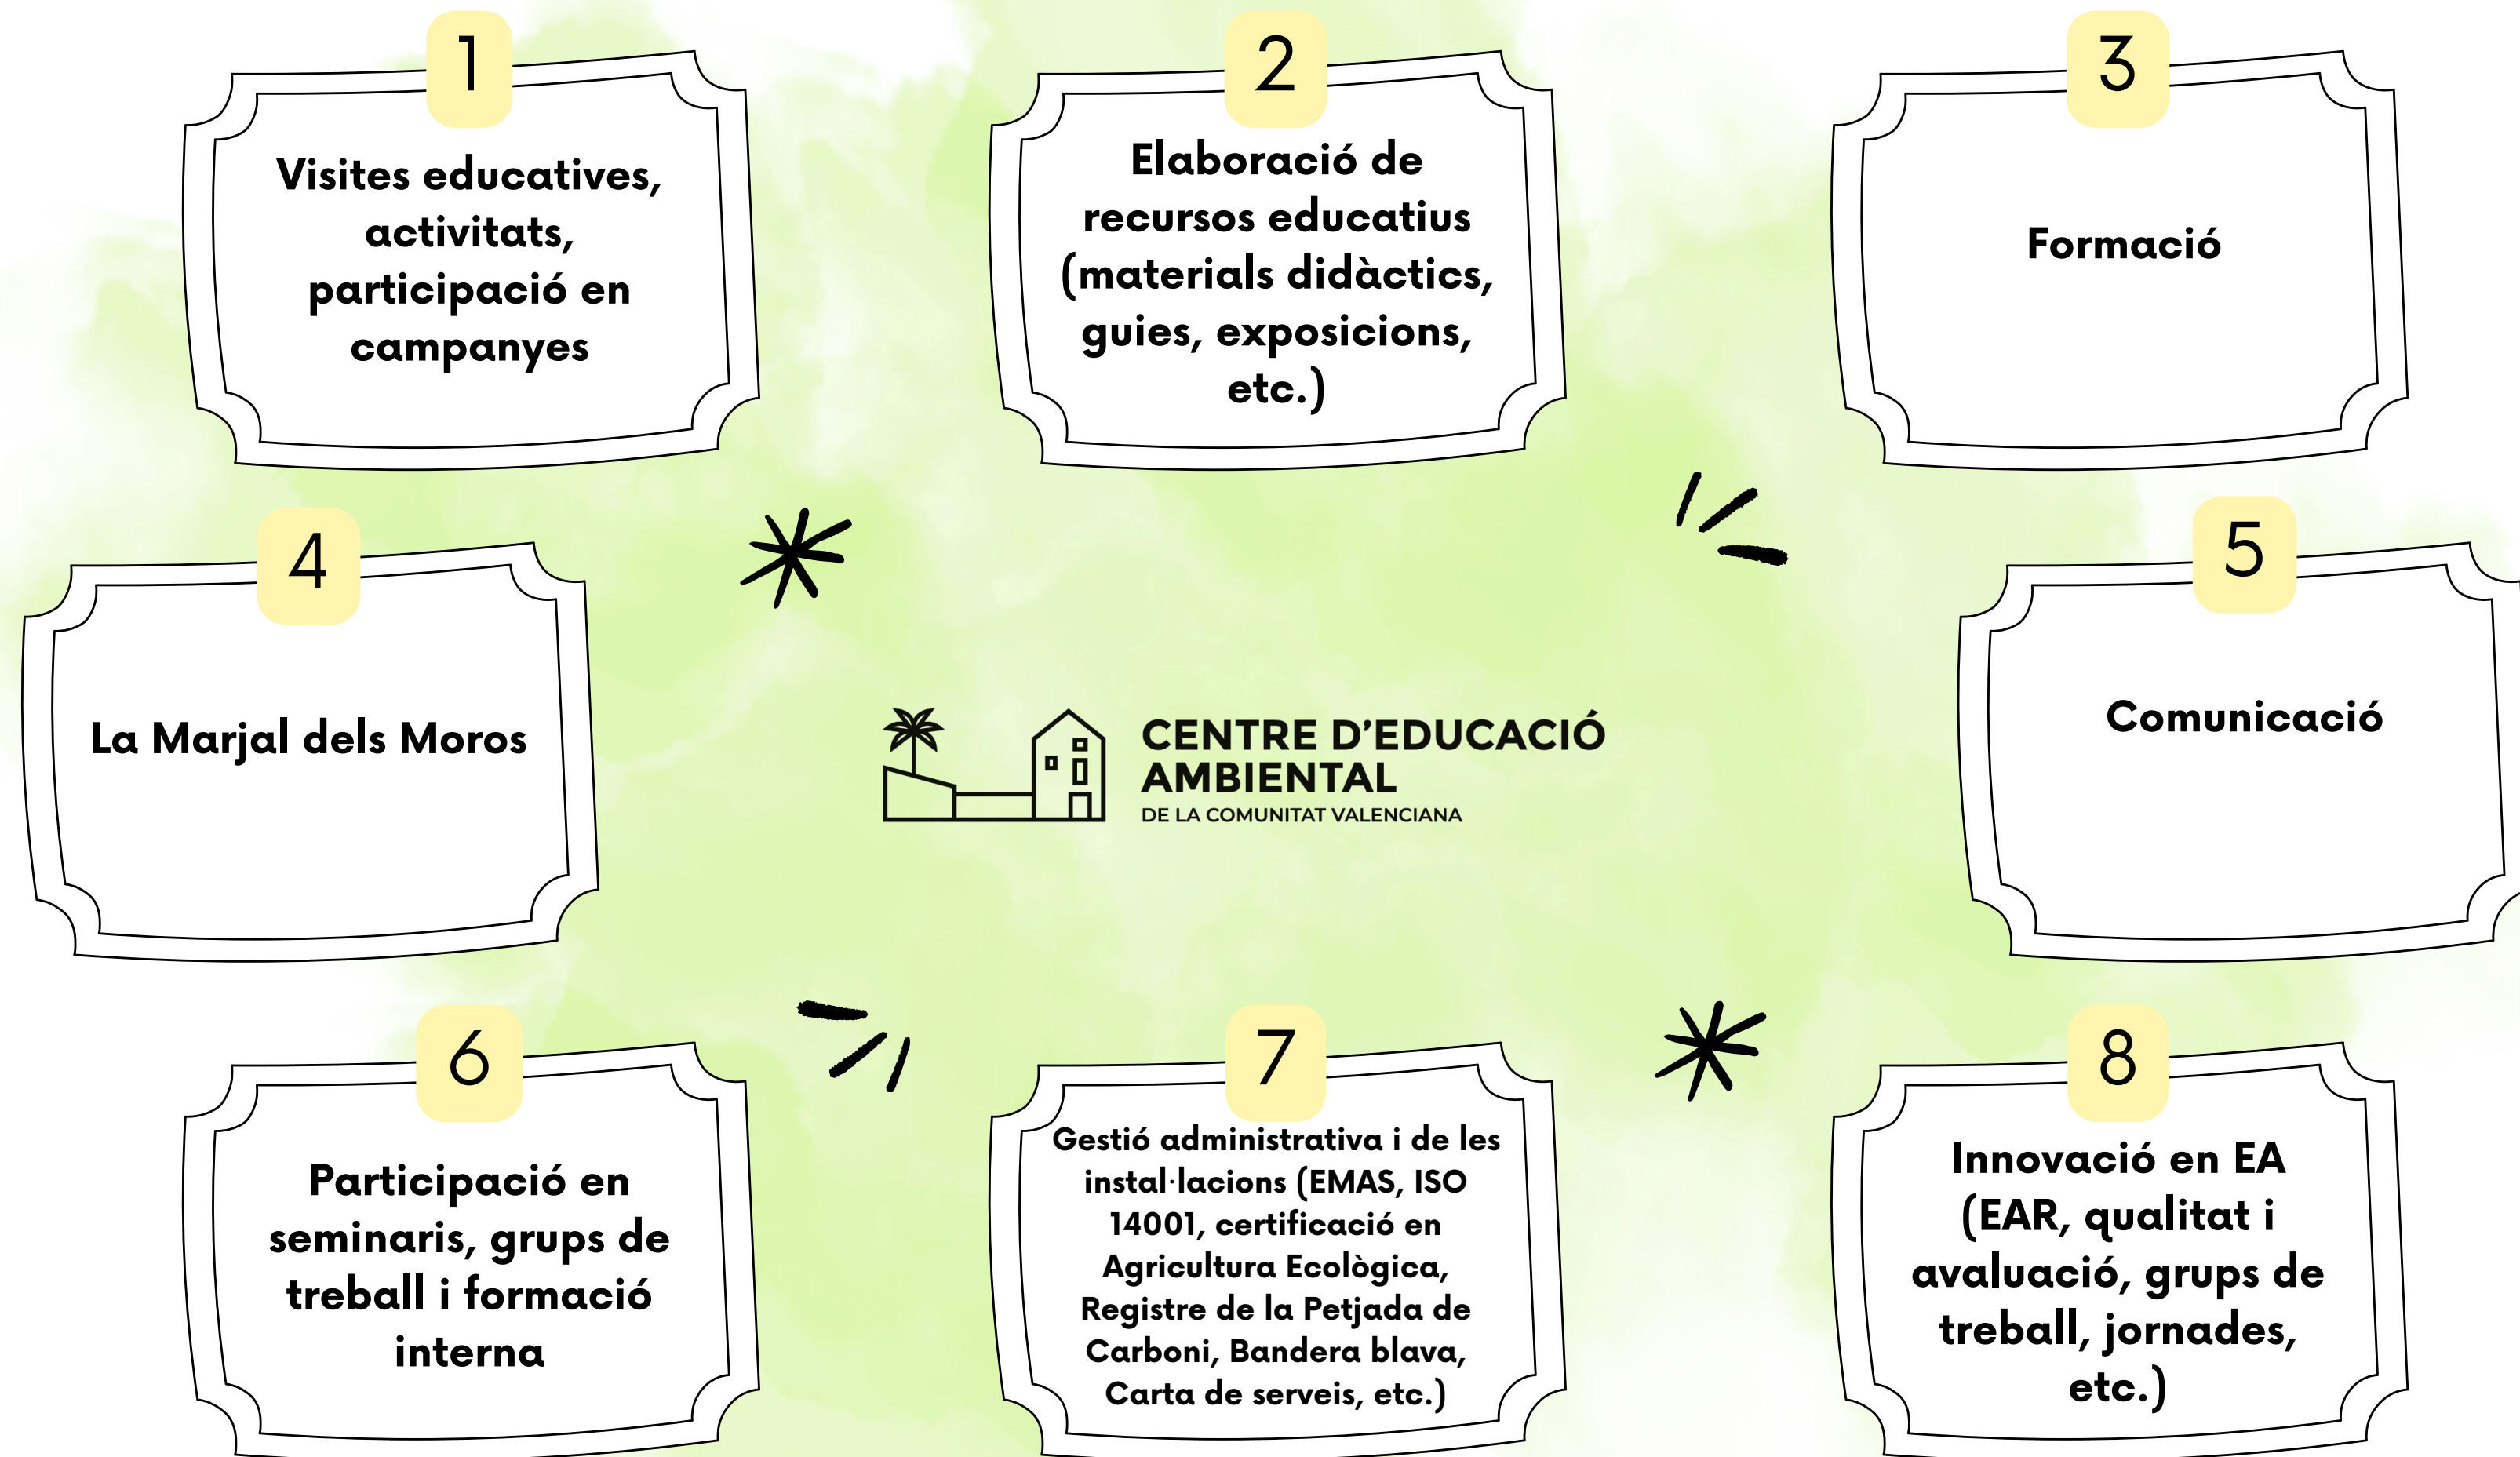 1
Visites educatives,
activitats,
participació en
campanyes
2
Elaboració de
recursos educatius
(materials didàctics,
guies, exposicions,
etc.)
3
Formació
4
La Marjal dels Moros
CENTRE D'EDUCACIÓ
AMBIENTAL
DE LA COMUNITAT VALENCIANA
5
Comunicació
6
Participació en
seminaris, grups de
treball i formació
interna
7
Gestió administrativa i de les
instal·lacions (EMAS, ISO
14001, certificació en
Agricultura Ecològica,
Registre de la Petjada de
Carboni, Bandera blava,
Carta de serveis, etc.)
8
Innovació en EA
(EAR, qualitat i
avaluació, grups de
treball, jornades,
etc.)